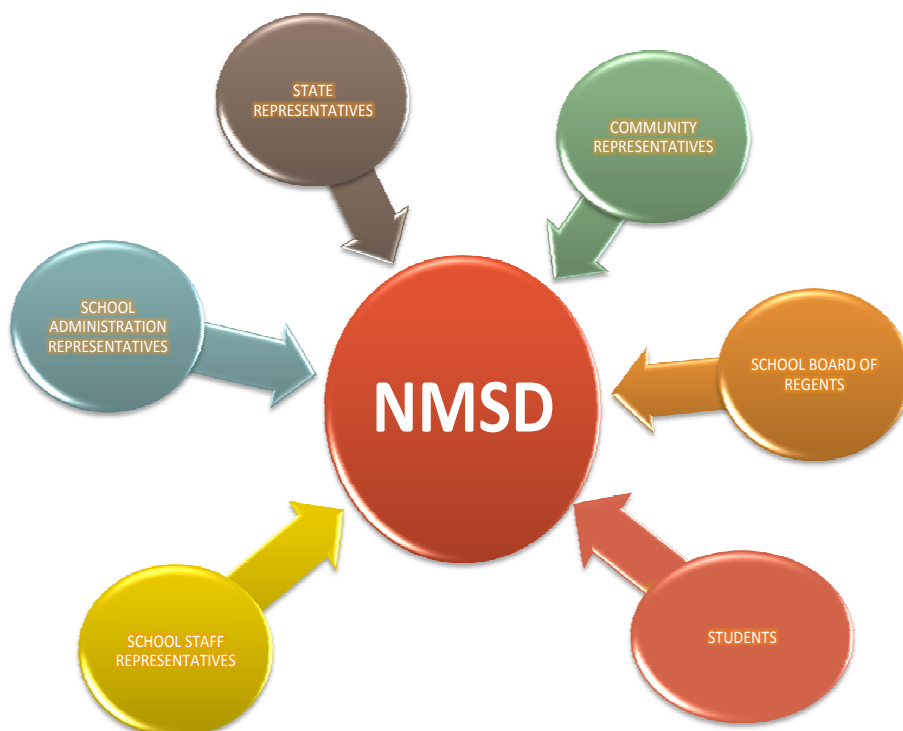 STATE
REPRESENTATIVES
COMMUNITY
REPRESENTATIVES
SCHOOL
ADMINISTRATION
REPRESENTATIVES
NMSD
SCHOOL BOARD OF
REGENTS
SCHOOL STAFF
REPRESENTATIVES
STUDENTS